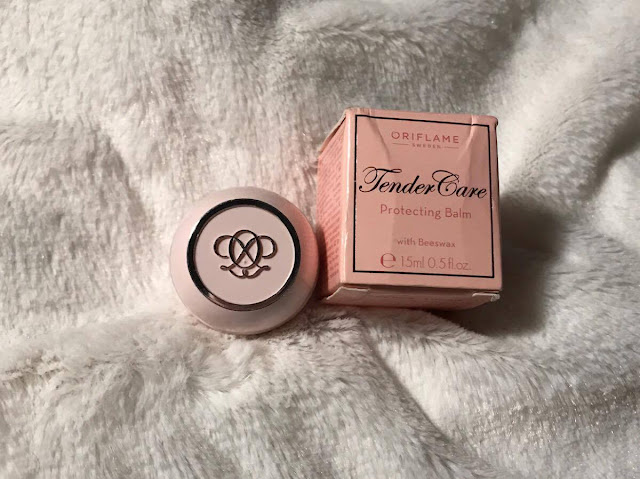 ORIFLAME
SWEDEN
TenderCare
Protecting Balm
with Beeswax
℮ 15ml 0.5 fl.oz.